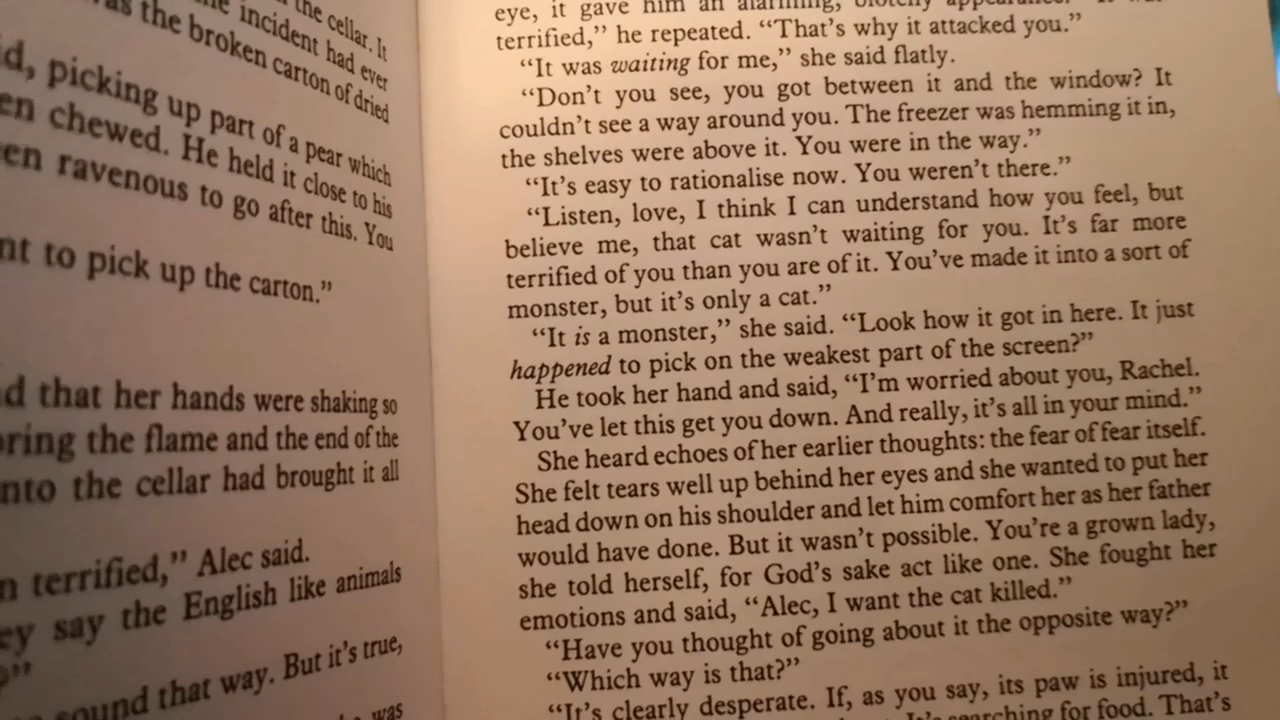 the cellar. It
incident had ever
the broken carton of dried
picking up part of a pear which
chewed. He held it close to his
ravenous to go after this. You
to pick up the carton.”
that her hands were shaking so
the flame and the end of the
the cellar had brought it all
terrified,” Alec said.
say the English like animals
sound that way. But it’s true,
was
eye, it gave him an alarming, blotchy
terrified,” he repeated. “That’s why it attacked you.”
“It was waiting for me,” she said flatly.
“Don’t you see, you got between it and the window? It
couldn’t see a way around you. The freezer was hemming it in,
the shelves were above it. You were in the way.”
“It’s easy to rationalise now. You weren’t there.”
“Listen, love, I think I can understand how you feel, but
believe me, that cat wasn’t waiting for you. It’s far more
terrified of you than you are of it. You’ve made it into a sort of
monster, but it’s only a cat.”
“It is a monster,” she said. “Look how it got in here. It just
happened to pick on the weakest part of the screen?”
He took her hand and said, “I’m worried about you, Rachel.
You’ve let this get you down. And really, it’s all in your mind.”
She heard echoes of her earlier thoughts: the fear of fear itself.
She felt tears well up behind her eyes and she wanted to put her
head down on his shoulder and let him comfort her as her father
would have done. But it wasn’t possible. You’re a grown lady,
she told herself, for God’s sake act like one. She fought her
emotions and said, “Alec, I want the cat killed.”
“Have you thought of going about it the opposite way?”
“Which way is that?”
“It’s clearly desperate. If, as you say, its paw is injured, it
It’s searching for food. That’s